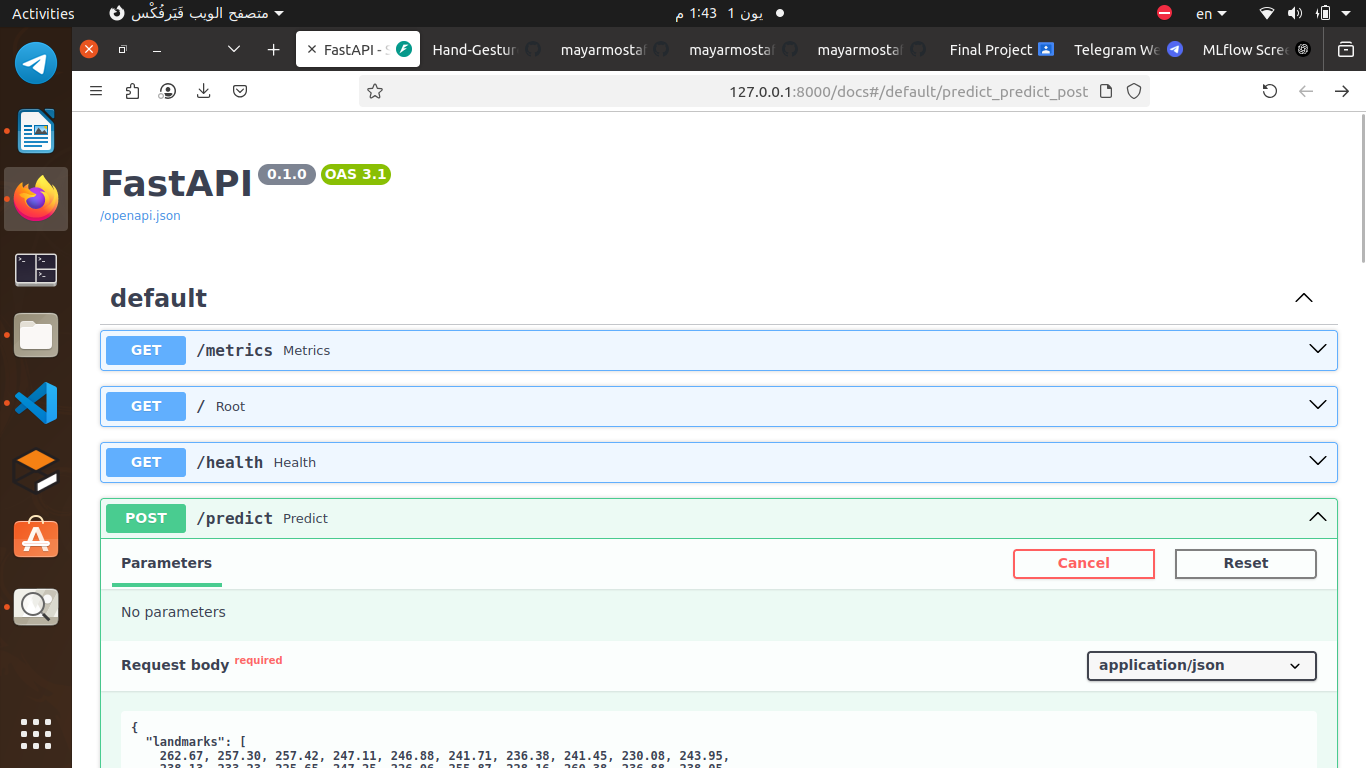 Activities
متصفح الويب فَيَرفُكْس
يون 1 1:43 م
en
FastAPI - S
Hand-Gestur
mayarmostaf
mayarmostaf
mayarmostaf
Final Project
Telegram We
MLflow Scree
127.0.0.1:8000/docs#/default/predict_predict_post
FastAPI 0.1.0 OAS 3.1
/openapi.json
default
GET /metrics Metrics
GET / Root
GET /health Health
POST /predict Predict
Parameters
Cancel
Reset
No parameters
Request body required
application/json
{
"landmarks": [
262.67, 257.30, 257.42, 247.11, 246.88, 241.71, 236.38, 241.45, 230.08, 243.95,